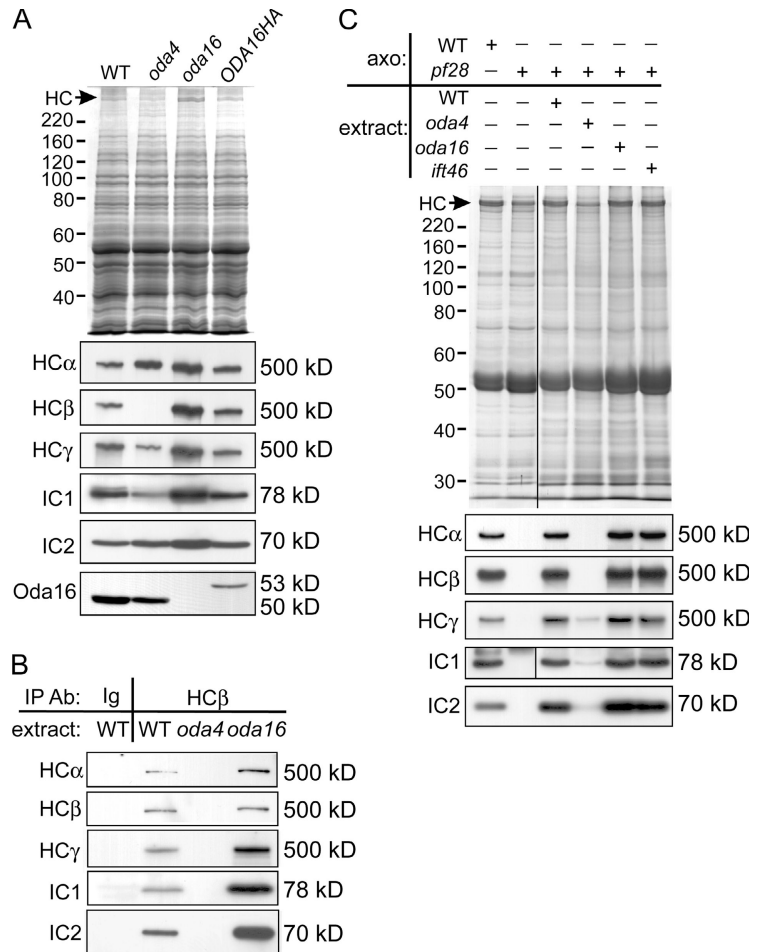 A
WT oda4 oda16 ODA16HA
HC
220
160
120
100
80
60
50
40
HCα 500 kD
HCβ 500 kD
HCγ 500 kD
IC1 78 kD
IC2 70 kD
Oda16 53 kD
50 kD
B
IP Ab: Ig HCβ
extract: WT WT oda4 oda16
HCα 500 kD
HCβ 500 kD
HCγ 500 kD
IC1 78 kD
IC2 70 kD
C
axo: WT + – – – – –
pf28 – + + + + +
extract: WT – – + – – –
oda4 – – – + – –
oda16 – – – – + –
ift46 – – – – – +
HC
220
160
120
100
80
60
50
40
30
HCα 500 kD
HCβ 500 kD
HCγ 500 kD
IC1 78 kD
IC2 70 kD